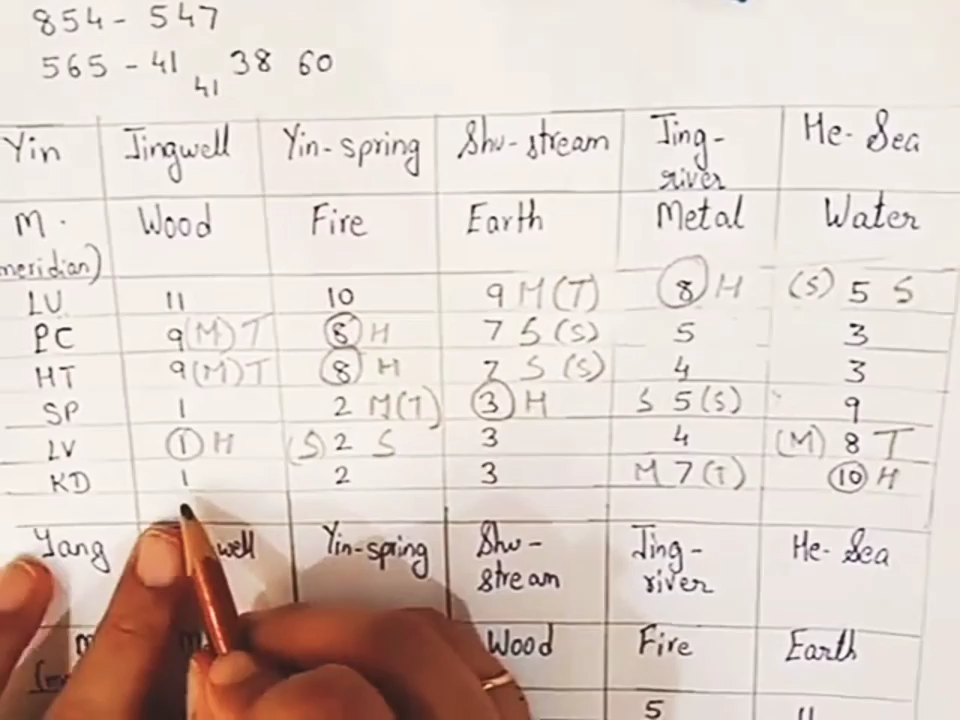 854 - 547
565 - 41 41 38 60
Yin Jingwell Yin-spring Shu-stream Jing-river He-Sea
M. Wood Fire Earth Metal Water
meridian)
LU 11 10 9 M(T) 8 H (S) 5 S
PC 9(M)T 8 H 7 S (S) 5 3
HT 9(M)T 8 H 7 S (S) 4 3
SP 1 2 M(T) 3 H S 5(S) 9
LV 1 H (S) 2 S 3 4 (M) 8 T
KD 1 2 3 M 7(T) 10 H
Yang well Yin-spring Shu-stream Jing-river He-Sea
Wood Fire Earth
5